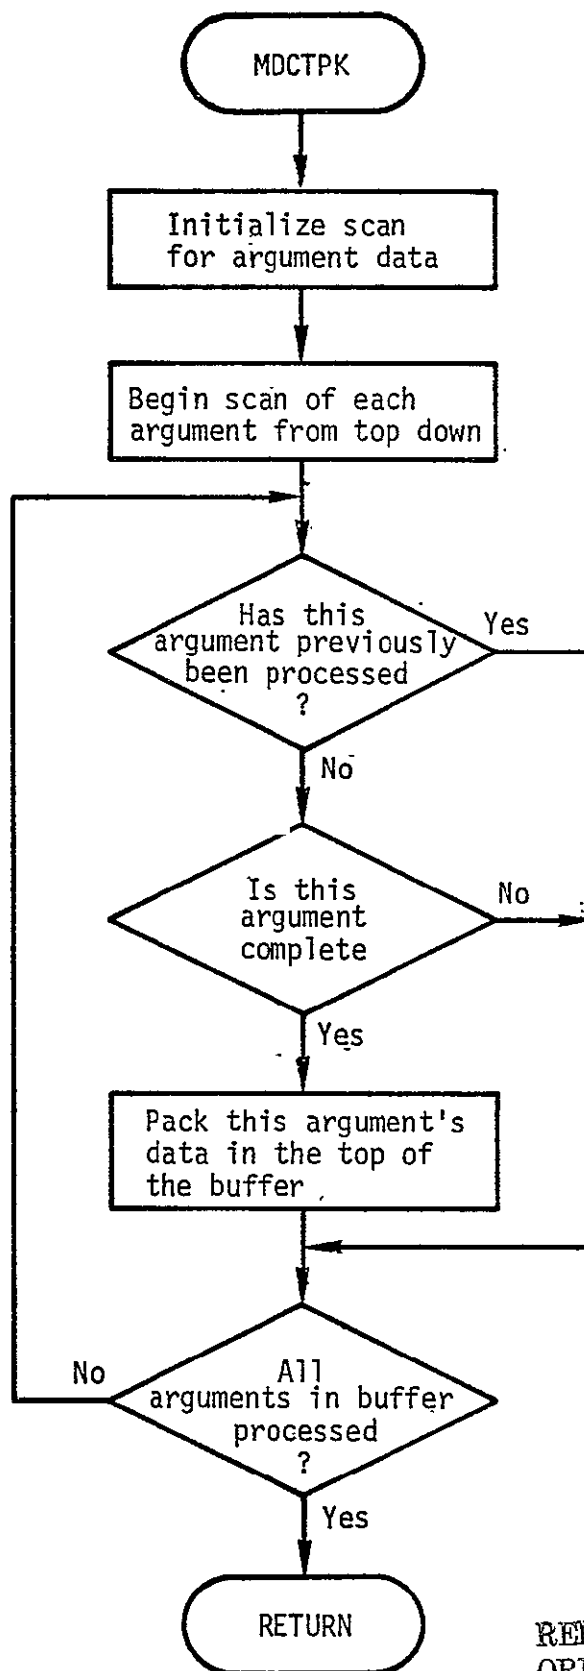 MDCTPK
Initialize scan
for argument data
Begin scan of each
argument from top down
Has this
argument previously
been processed
?
Yes
No
Is this
argument
complete
No
Yes
Pack this argument's
data in the top of
the buffer
All
arguments in buffer
processed
?
No
Yes
RETURN